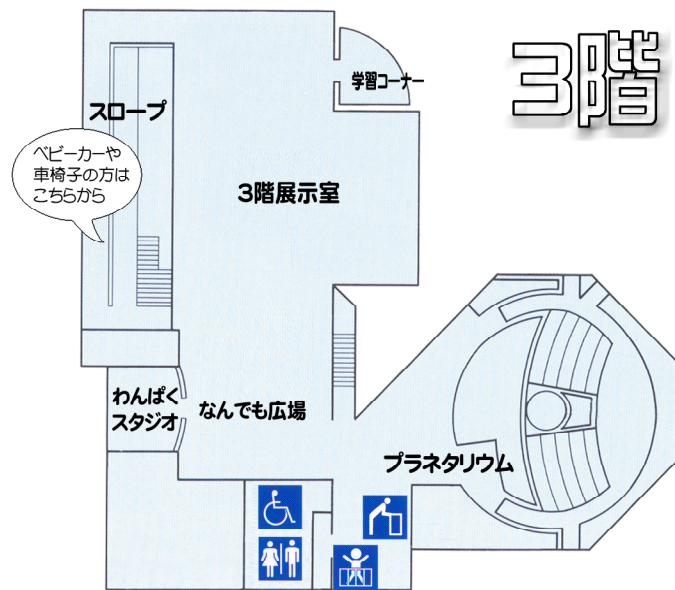 3階
学習コーナー
スロープ
ベビーカーや
車椅子の方は
こちらから
3階展示室
わんぱく
スタジオ
なんでも広場
プラネタリウム